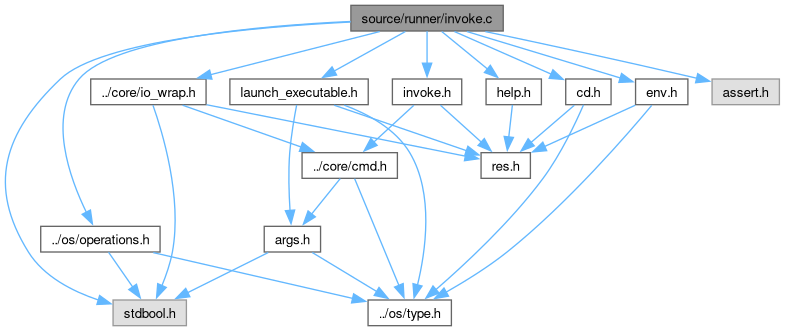 source/runner/invoke.c
../core/io_wrap.h
launch_executable.h
invoke.h
help.h
cd.h
env.h
assert.h
../core/cmd.h
res.h
../os/operations.h
args.h
stdbool.h
../os/type.h